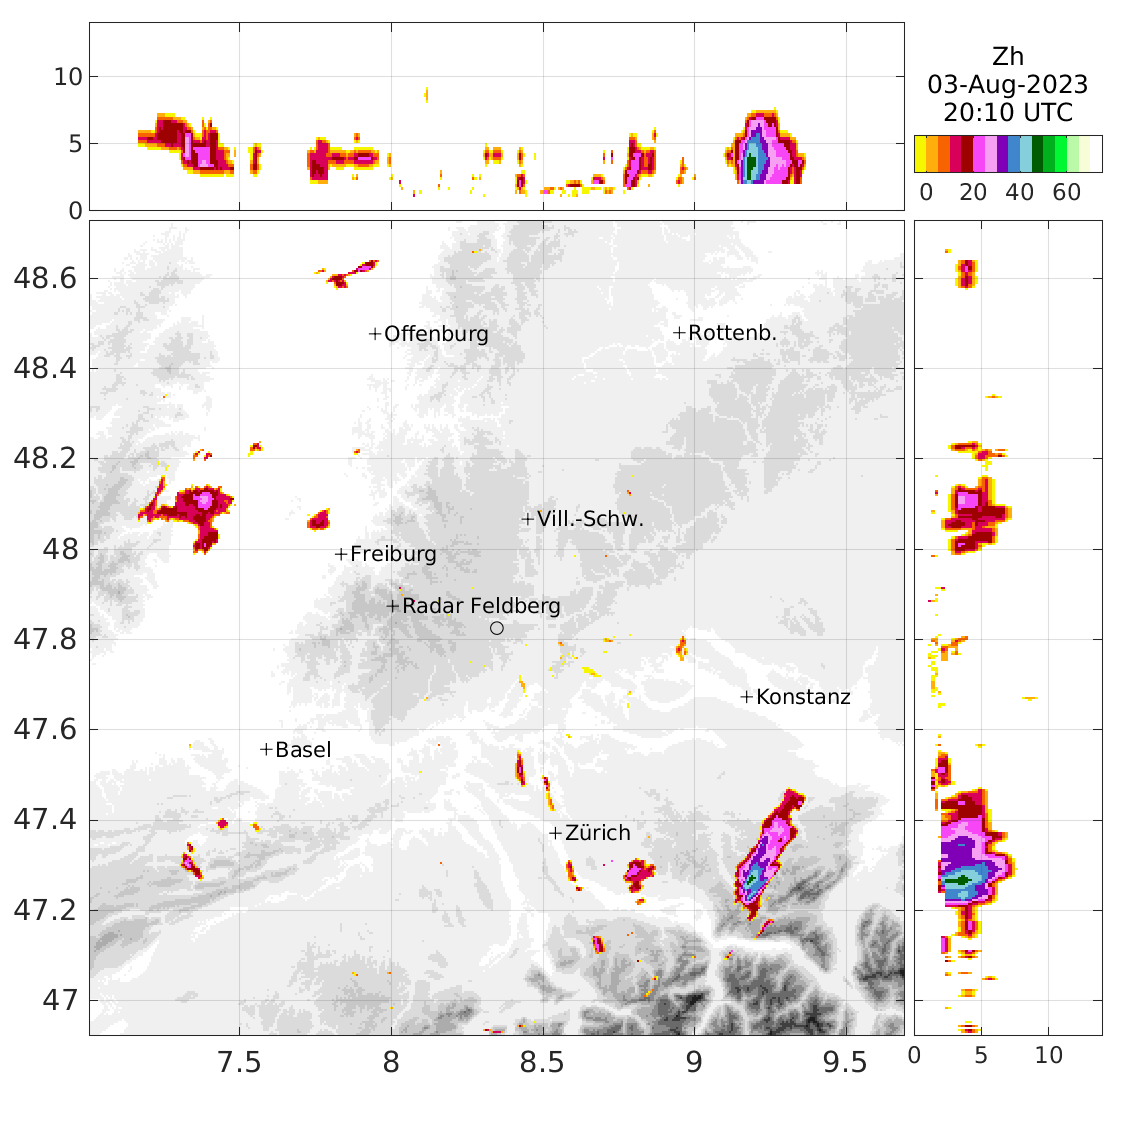 10
5
0
Zh
03-Aug-2023
20:10 UTC
0 20 40 60
48.6
48.4
48.2
48
47.8
47.6
47.4
47.2
47
+Offenburg
+Rottenb.
+Vill.-Schw.
+Freiburg
+Radar Feldberg
+Konstanz
+Basel
+Zürich
7.5 8 8.5 9 9.5
0 5 10